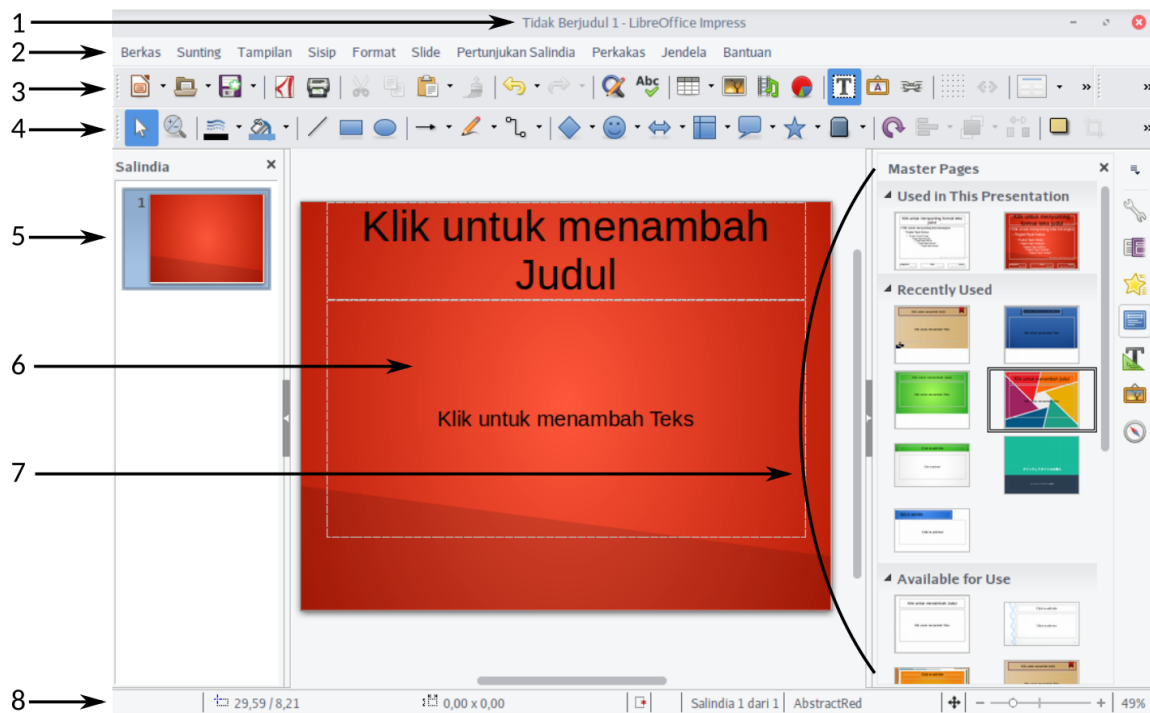 1
Tidak Berjudul 1 - LibreOffice Impress
2
Berkas Sunting Tampilan Sisip Format Slide Pertunjukan Salindia Perkakas Jendela Bantuan
3
Abc T A » »
4
»
Salindia
Master Pages
1
Used in This Presentation
Klik untuk menambah
Judul
5
Recently Used
6
Klik untuk menambah Teks
7
Available for Use
8
29,59 / 8,21 0,00 x 0,00 Salindia 1 dari 1 AbstractRed 49%